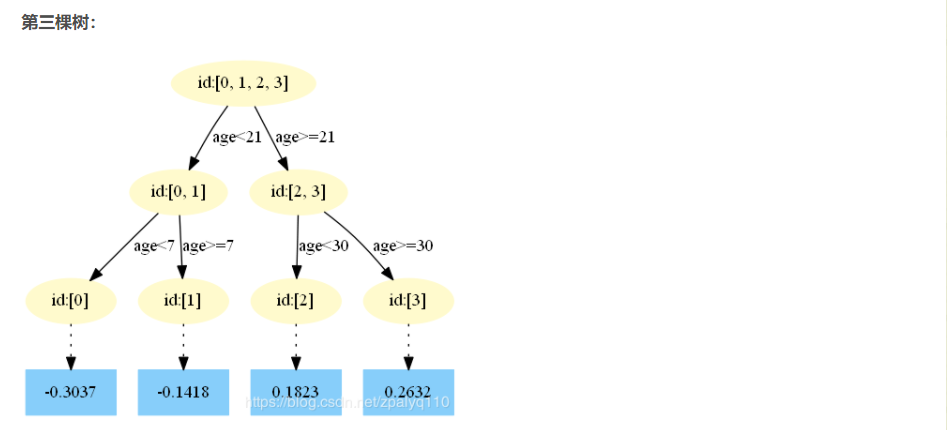 第三棵树：
id:[0, 1, 2, 3]
age<21 age>=21
id:[0, 1] id:[2, 3]
age<7 age>=7 age<30 age>=30
id:[0] id:[1] id:[2] id:[3]
-0.3037 -0.1418 0.1823 0.2632
https://blog.csdn.net/zpalyq110